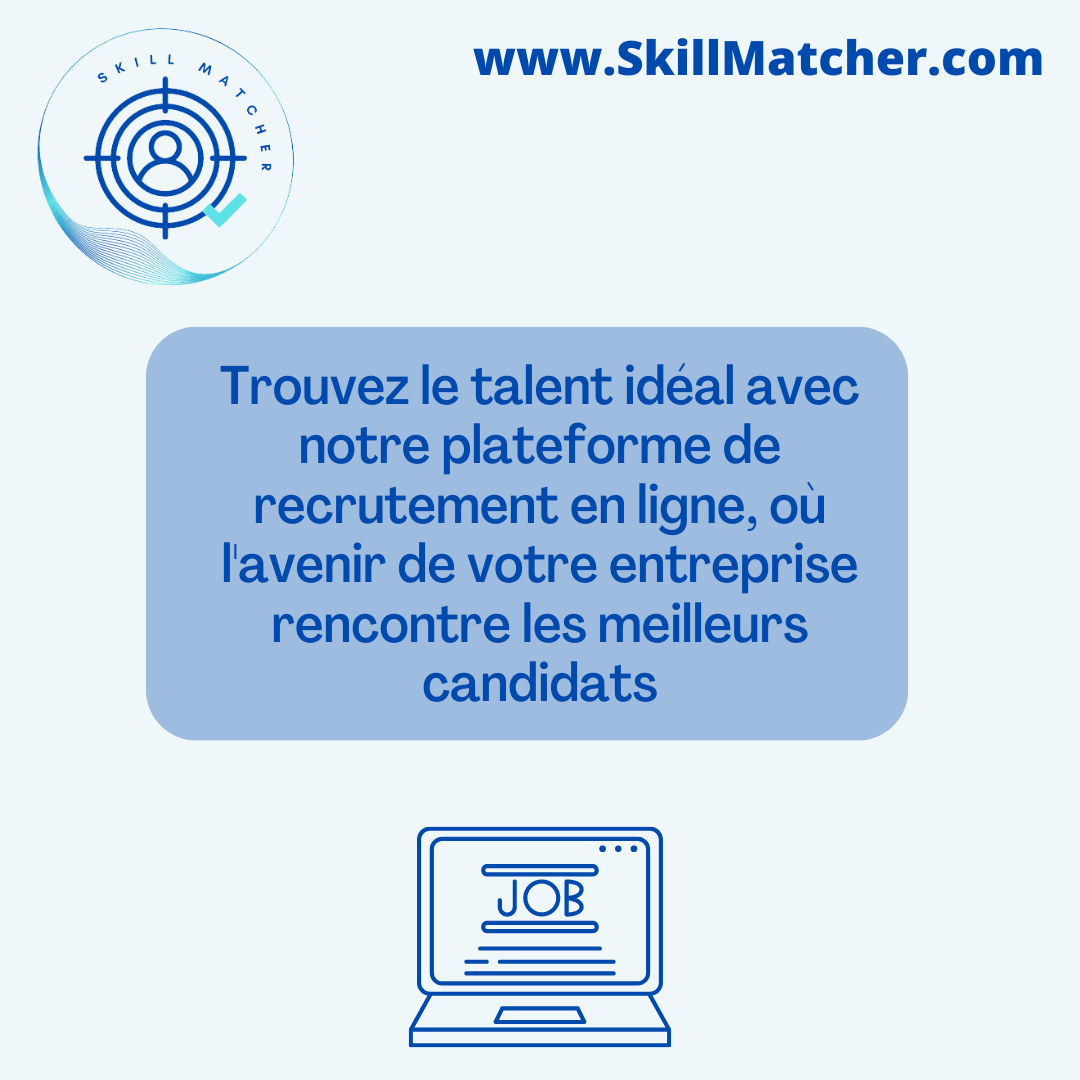 SKILL MATCHER
www.SkillMatcher.com
Trouvez le talent idéal avec
notre plateforme de
recrutement en ligne, où
l'avenir de votre entreprise
rencontre les meilleurs
candidats
JOB